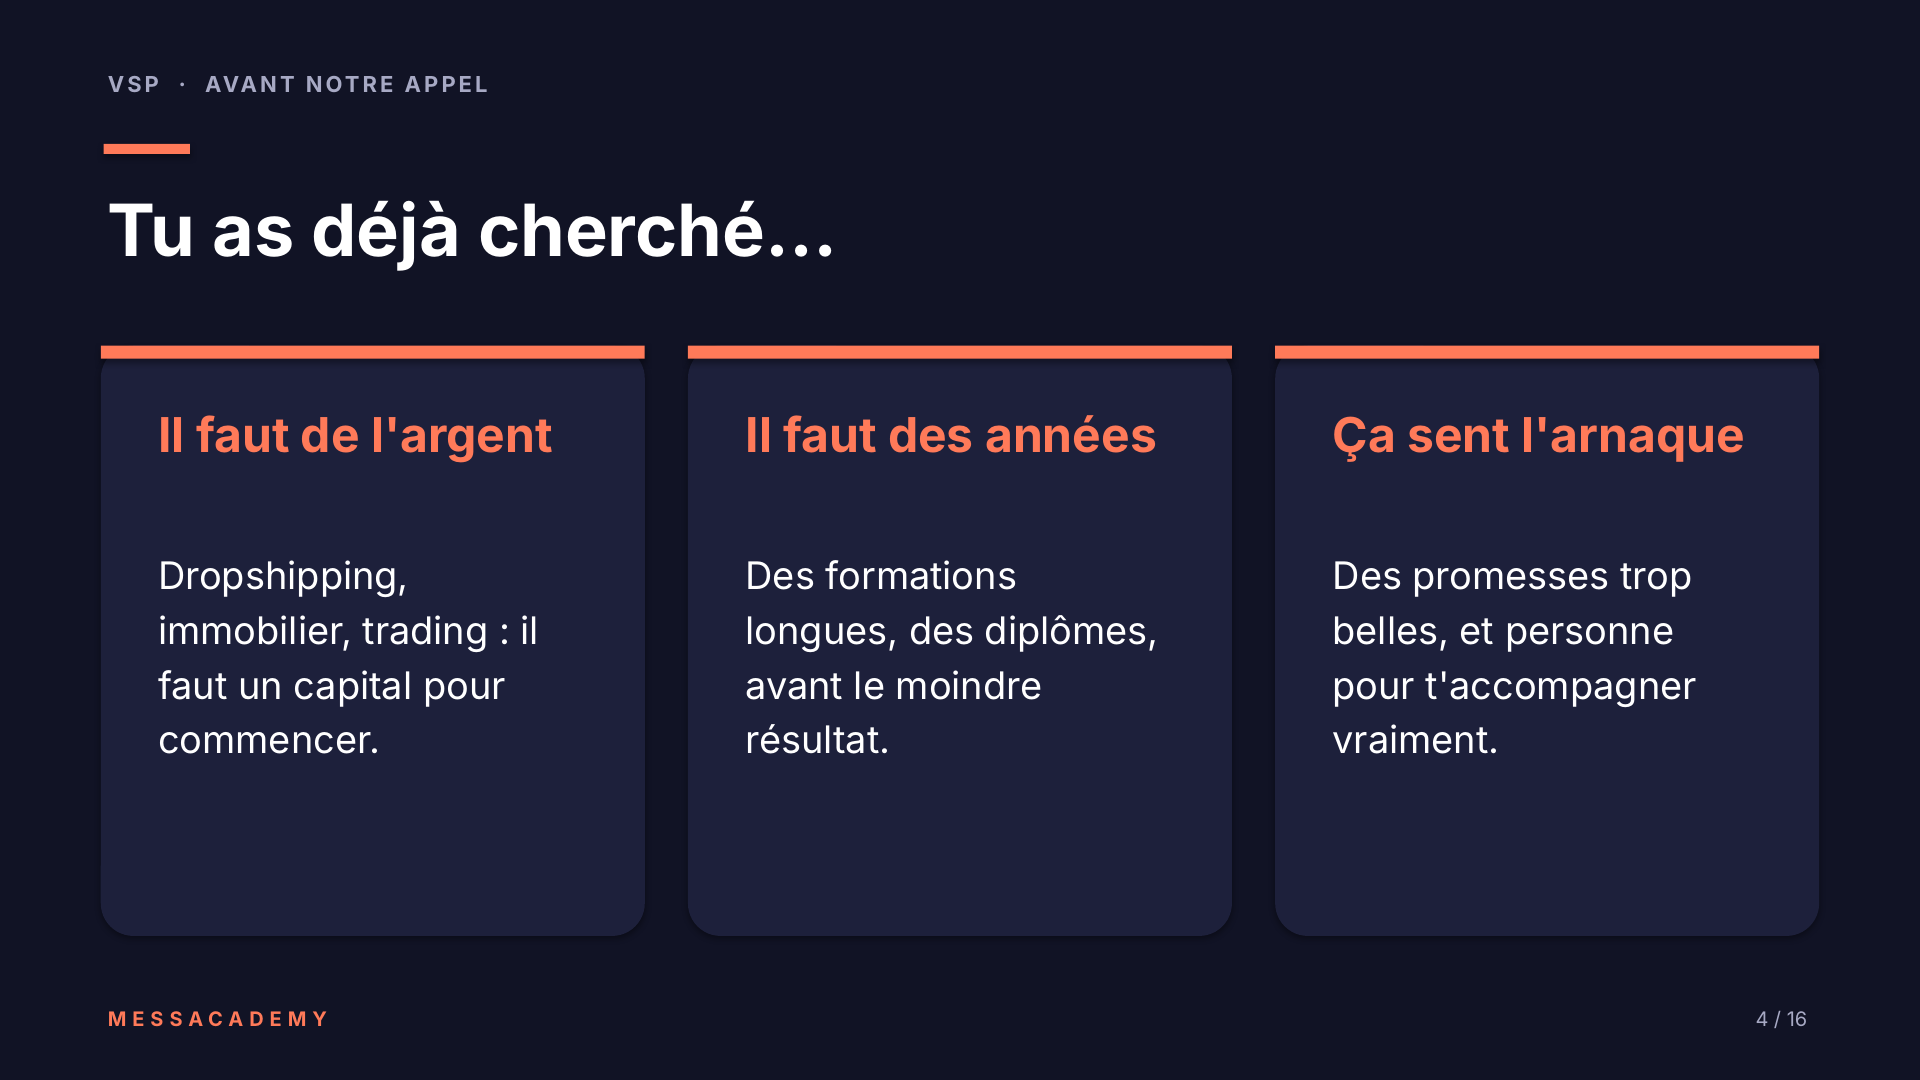 VSP · AVANT NOTRE APPEL
Tu as déjà cherché...
Il faut de l'argent
Dropshipping,
immobilier, trading : il
faut un capital pour
commencer.
Il faut des années
Des formations
longues, des diplômes,
avant le moindre
résultat.
Ça sent l'arnaque
Des promesses trop
belles, et personne
pour t'accompagner
vraiment.
MESSACADEMY
4 / 16